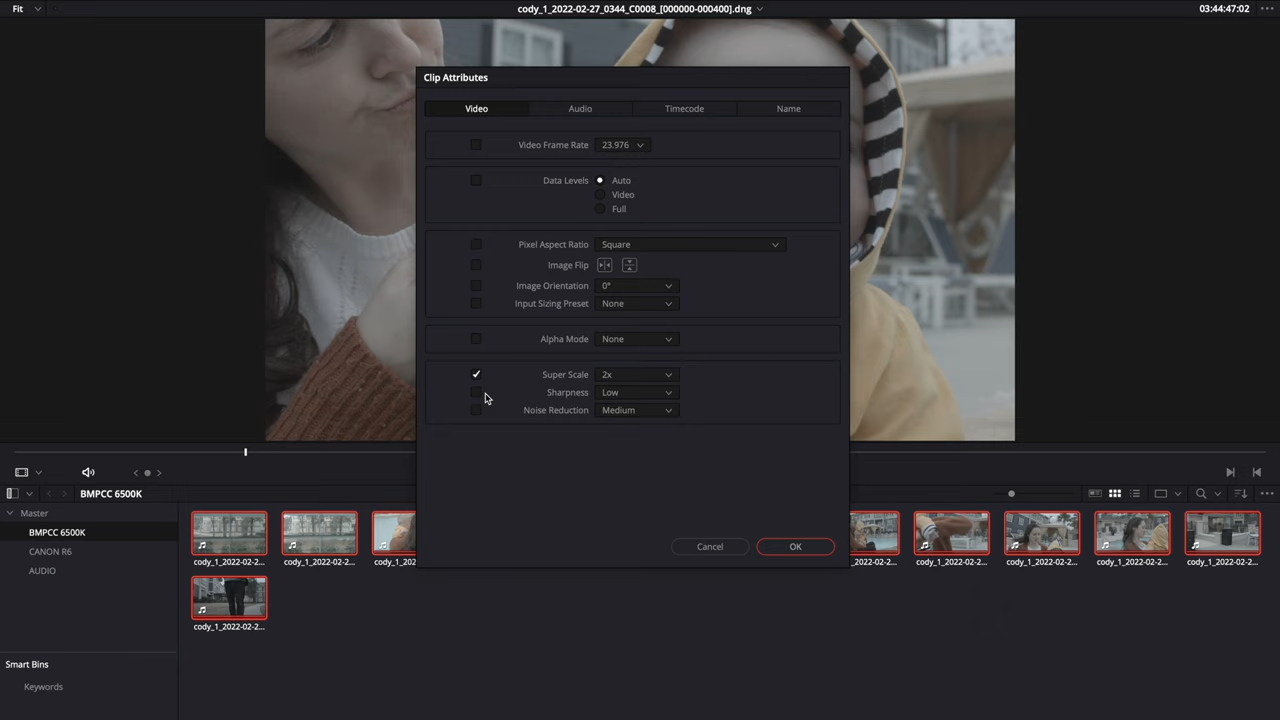 Fit
cody_1_2022-02-27_0344_C0008_[000000-000400].dng
03:44:47:02
Clip Attributes
Video Audio Timecode Name
Video Frame Rate 23.976
Data Levels Auto
Video
Full
Pixel Aspect Ratio Square
Image Flip
Image Orientation 0°
Input Sizing Preset None
Alpha Mode None
Super Scale 2x
Sharpness Low
Noise Reduction Medium
Cancel OK
BMPCC 6500K
Master
BMPCC 6500K
CANON R6
AUDIO
cody_1_2022-02-2... cody_1_2022-02-2... cody_1_2022-02-2... cody_1_2022-02-2... cody_1_2022-02-2... cody_1_2022-02-2...
cody_1_2022-02-2...
Smart Bins
Keywords